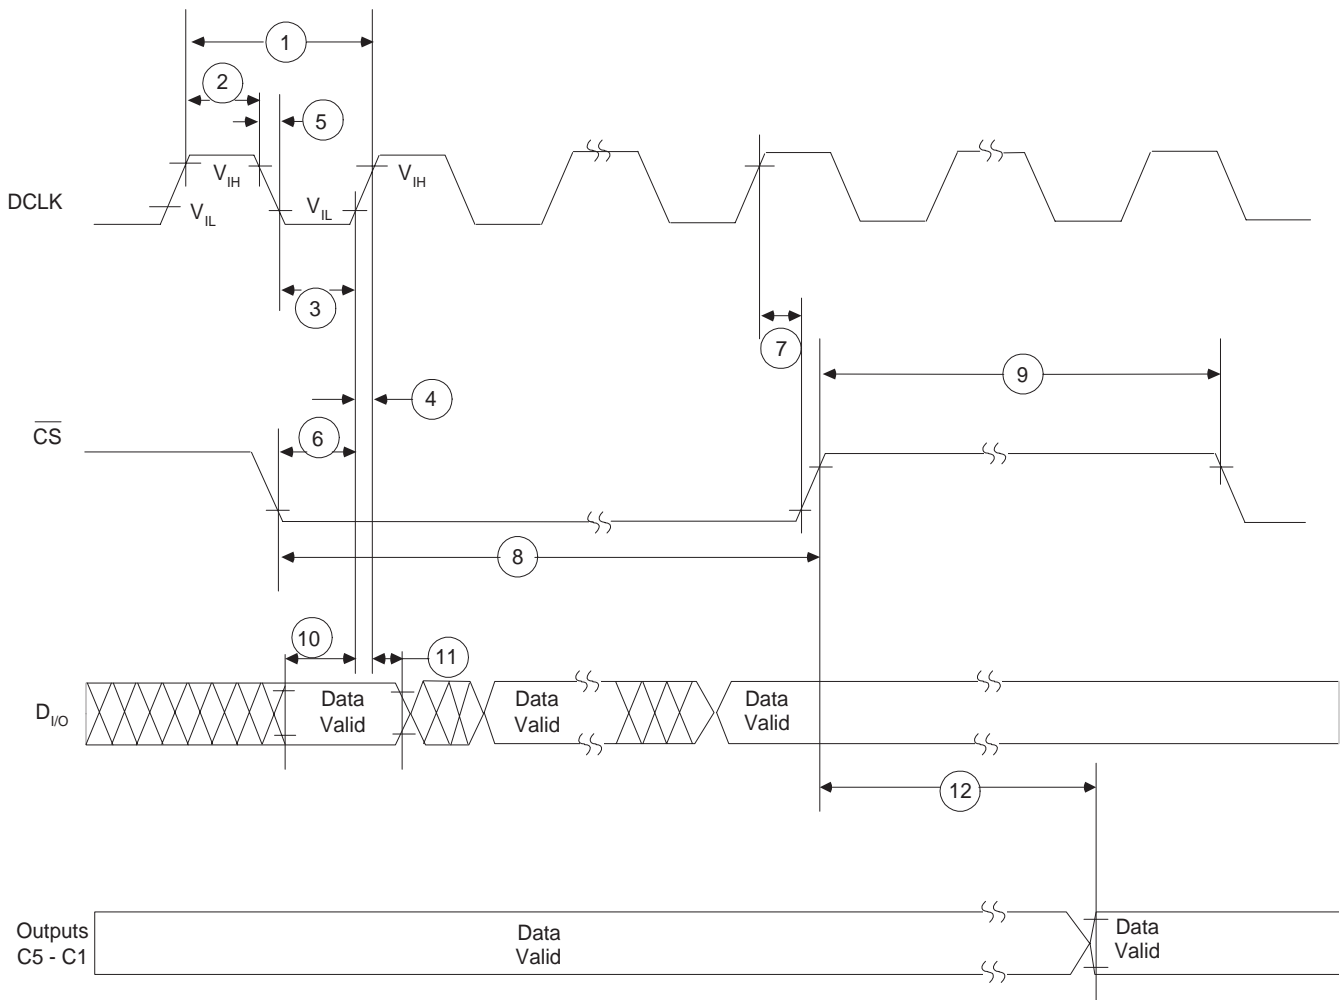 1
2
5
V_IH
V_IH
DCLK
V_IL
V_IL
3
7
9
4
CS
6
8
10
11
D_I/O
Data
Valid
Data
Valid
Data
Valid
12
Outputs
C5 - C1
Data
Valid
Data
Valid